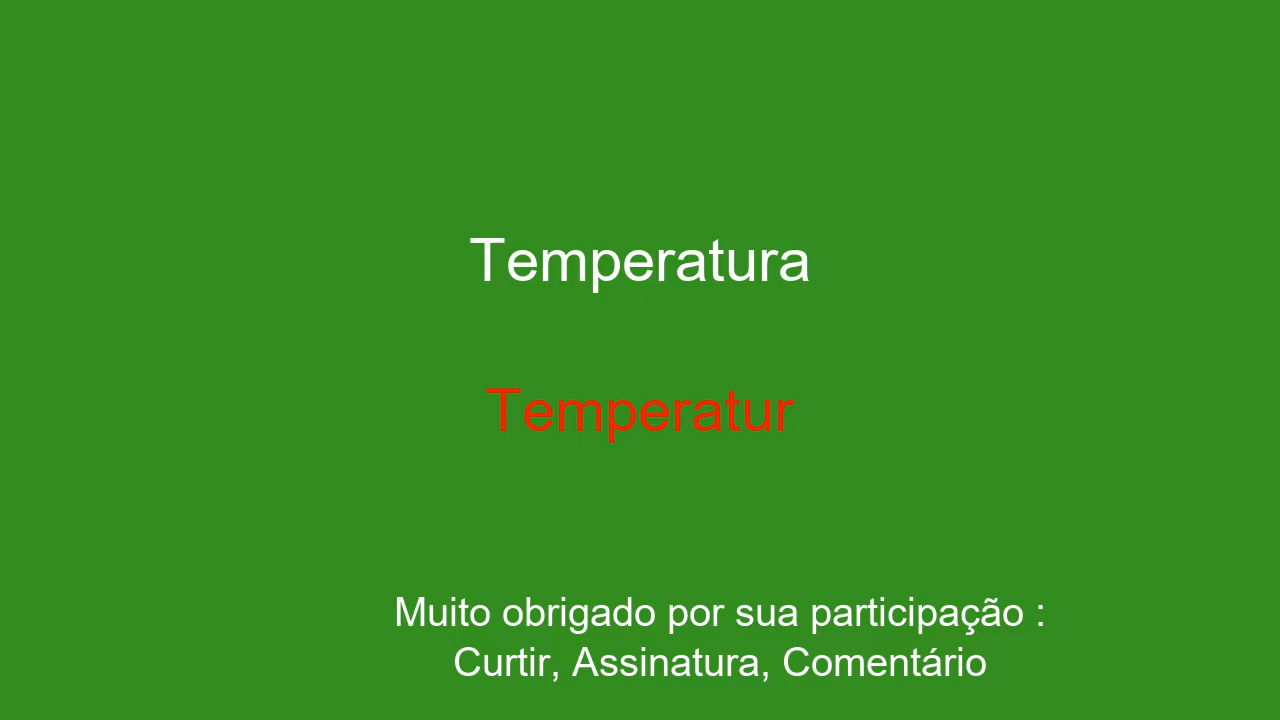 Temperatura
Temperatur
Muito obrigado por sua participação :
Curtir, Assinatura, Comentário